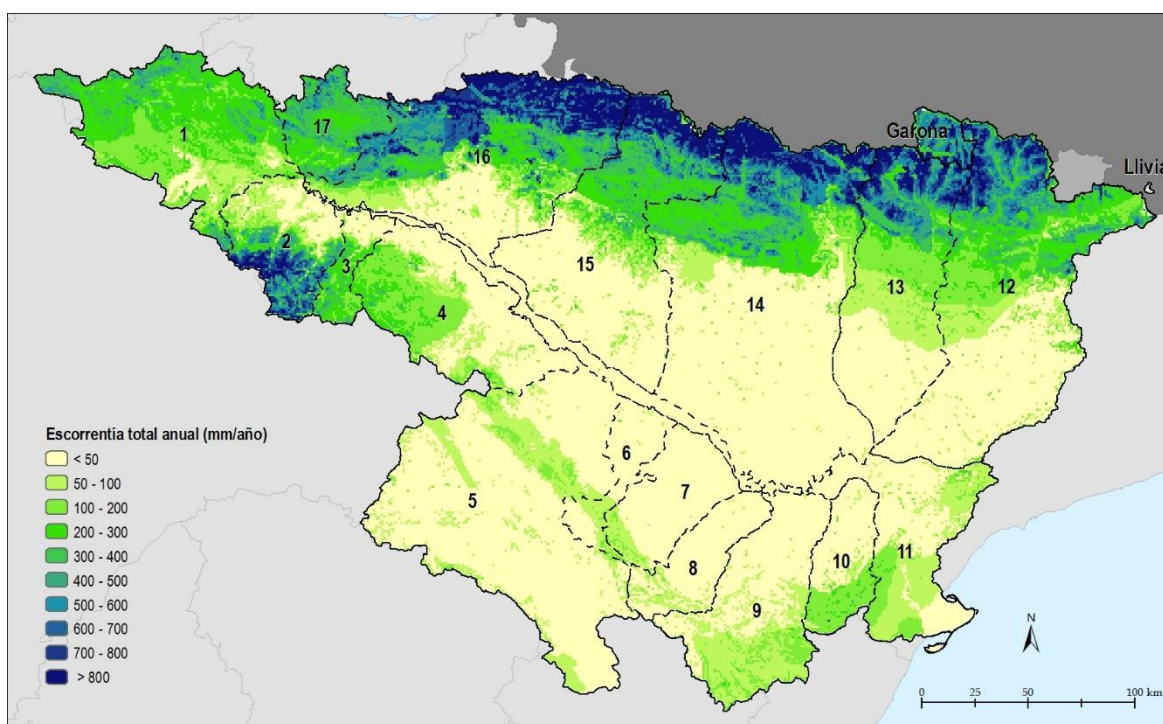 Garona
Llivia
1
17
16
2
3
4
15
14
13
12
5
6
7
8
9
10
11
Escorrentía total anual (mm/año)
< 50
50 - 100
100 - 200
200 - 300
300 - 400
400 - 500
500 - 600
600 - 700
700 - 800
> 800
N
0 25 50 100 km